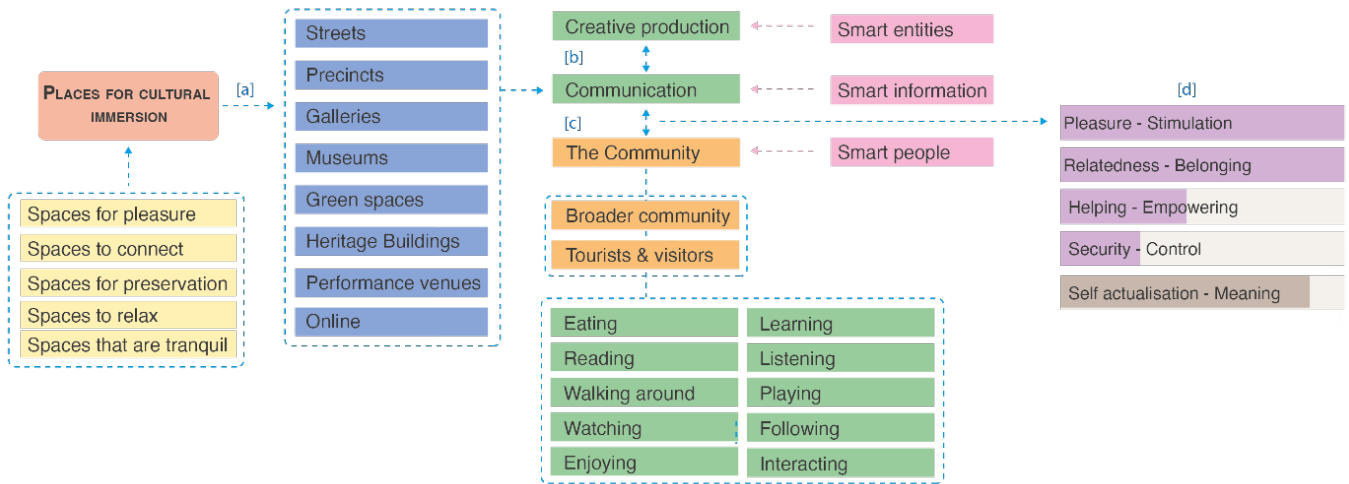 PLACES FOR CULTURAL
IMMERSION
Spaces for pleasure
Spaces to connect
Spaces for preservation
Spaces to relax
Spaces that are tranquil
[a]
Streets
Precincts
Galleries
Museums
Green spaces
Heritage Buildings
Performance venues
Online
Creative production
[b]
Communication
[c]
The Community
Broader community
Tourists & visitors
Eating
Reading
Walking around
Watching
Enjoying
Learning
Listening
Playing
Following
Interacting
Smart entities
Smart information
Smart people
[d]
Pleasure - Stimulation
Relatedness - Belonging
Helping - Empowering
Security - Control
Self actualisation - Meaning